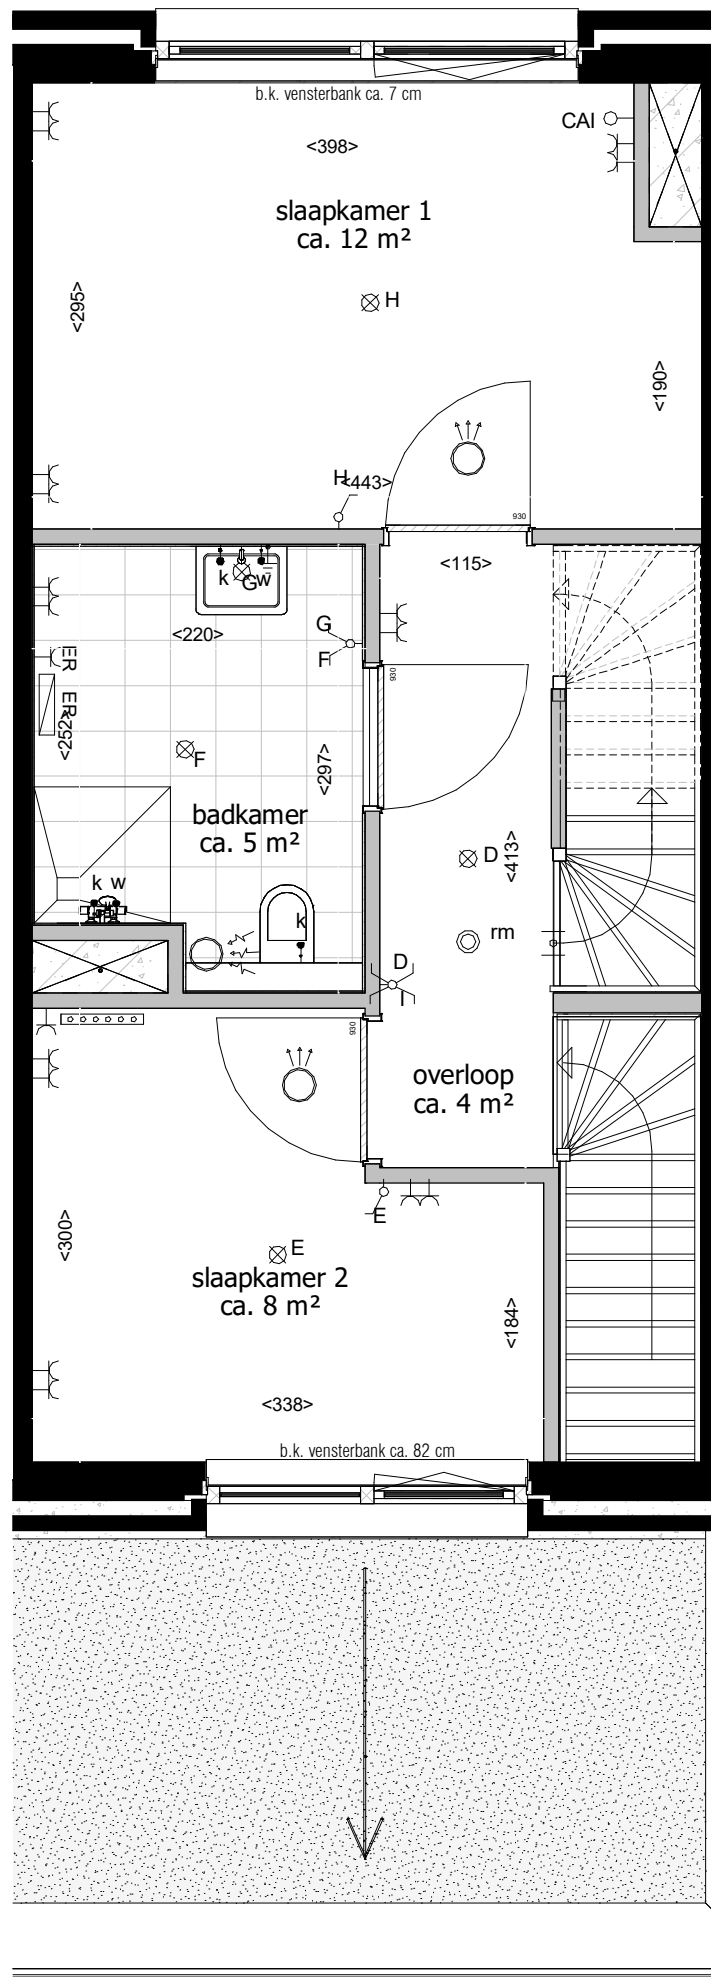 b.k. vensterbank ca. 7 cm
CAI
<398>
slaapkamer 1
ca. 12 m²
<295>
H
<190>
H
<443>
930
<115>
k
G
w
<220>
G
F
ER
ER
<252>
930
F
<297>
badkamer
ca. 5 m²
D
<413>
k w
k
rm
D
I
930
overloop
ca. 4 m²
E
<300>
E
slaapkamer 2
ca. 8 m²
<184>
<338>
b.k. vensterbank ca. 82 cm